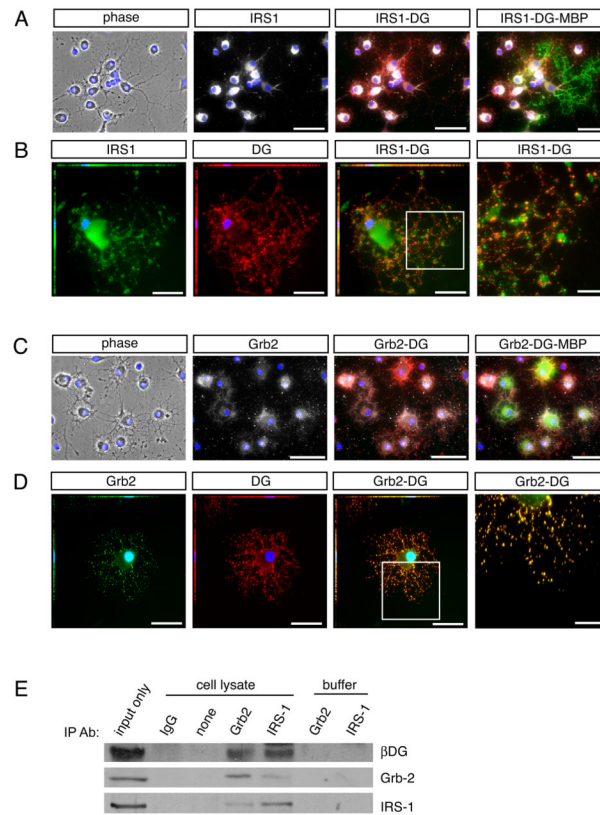 A
phase IRS1 IRS1-DG IRS1-DG-MBP
B
IRS1 DG IRS1-DG IRS1-DG
C
phase Grb2 Grb2-DG Grb2-DG-MBP
D
Grb2 DG Grb2-DG Grb2-DG
E
cell lysate buffer
IP Ab: input only IgG none Grb2 IRS-1 Grb2 IRS-1
βDG
Grb-2
IRS-1